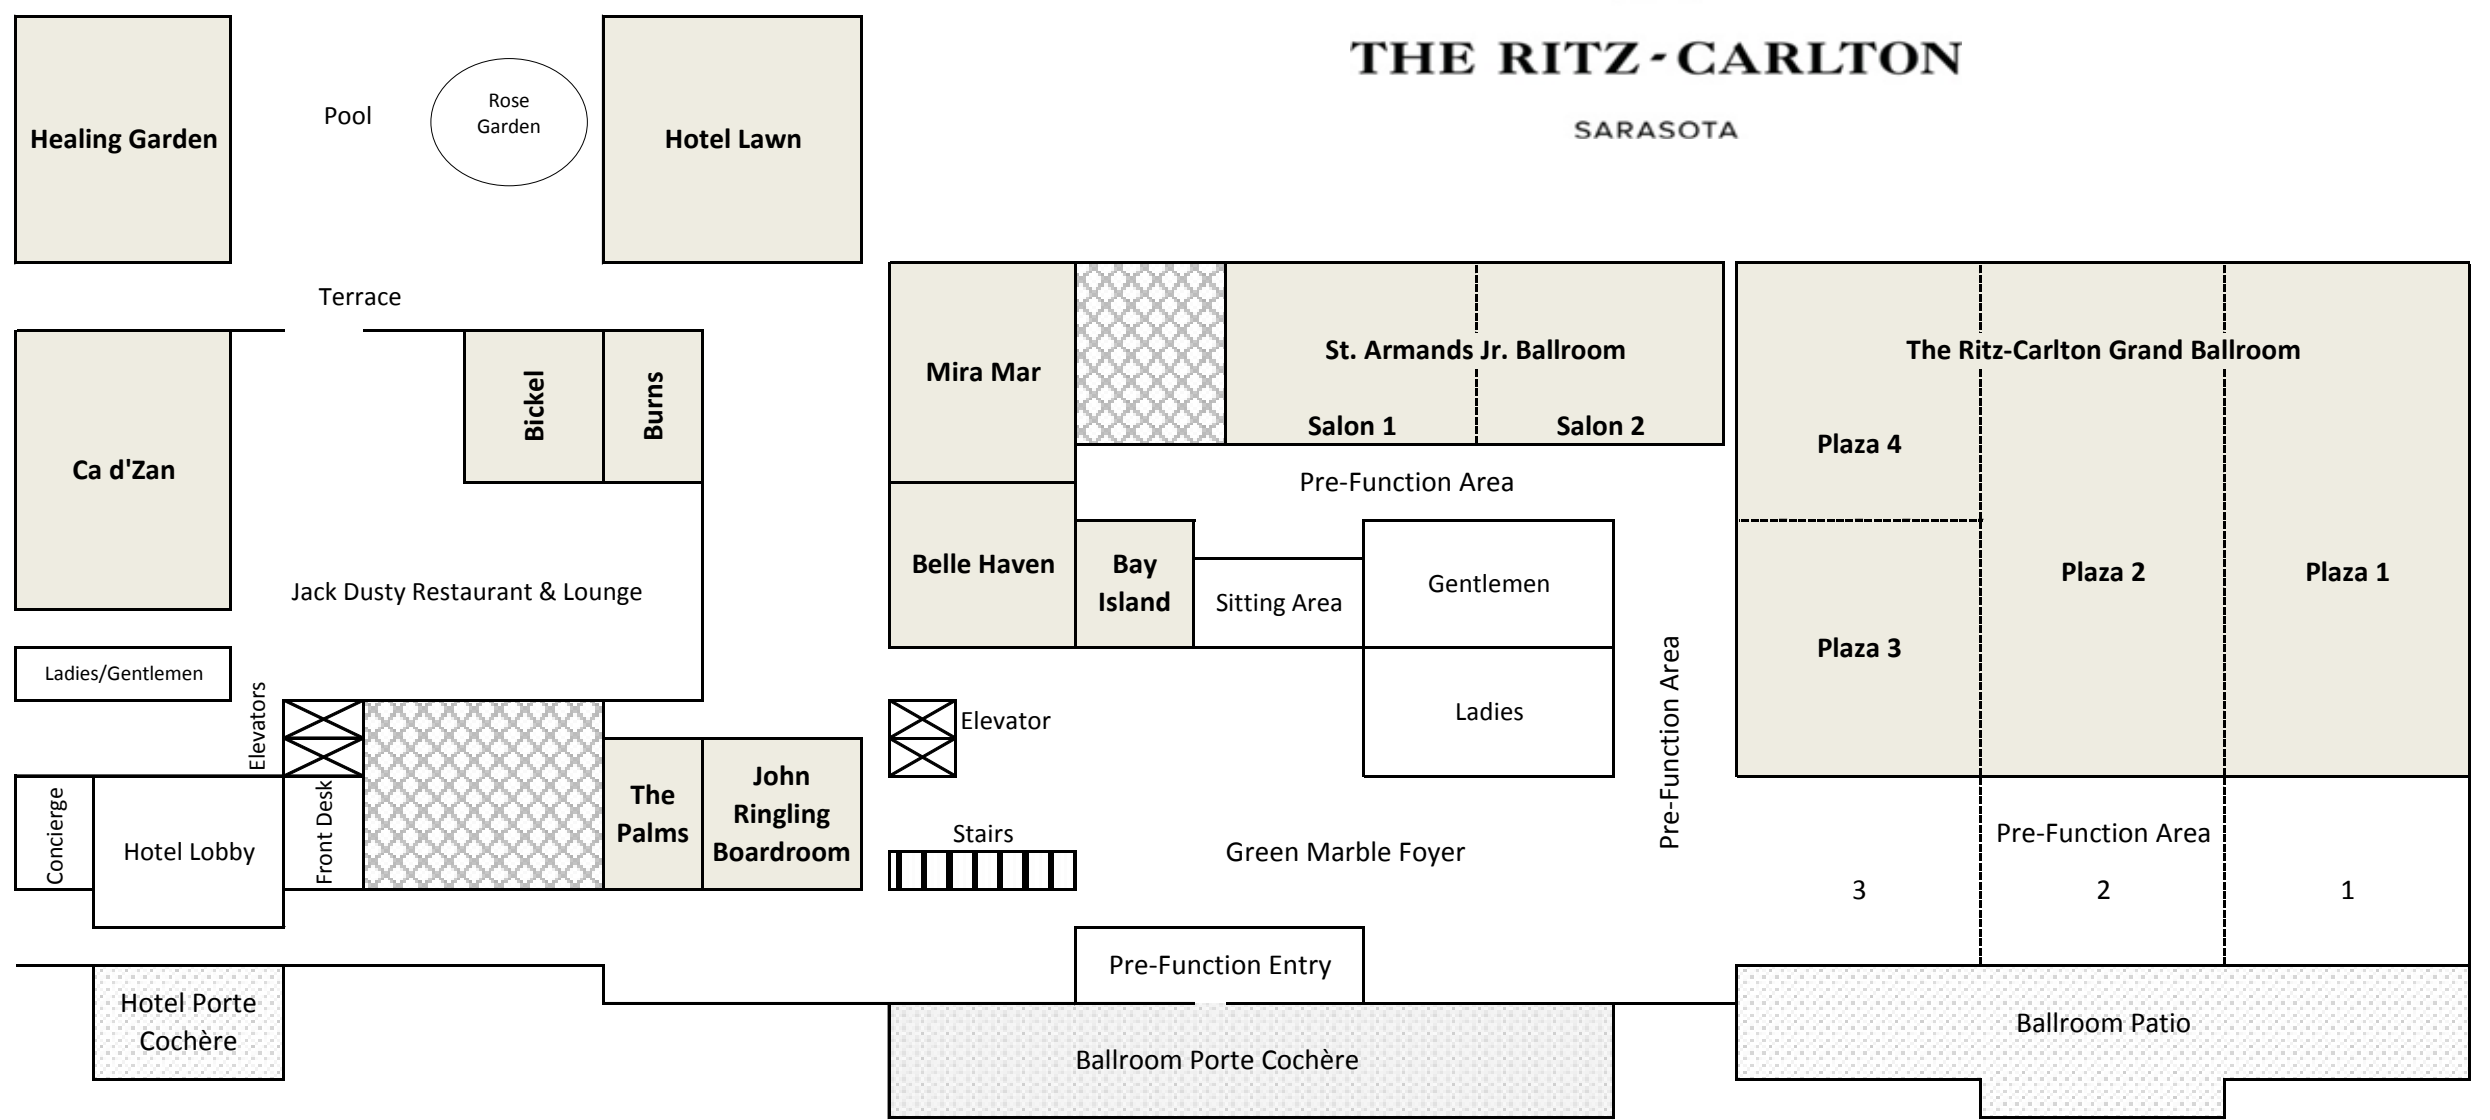 THE RITZ-CARLTON
SARASOTA
Healing Garden
Pool
Rose
Garden
Hotel Lawn
Terrace
Ca d'Zan
Bickel
Burns
Jack Dusty Restaurant & Lounge
Ladies/Gentlemen
Elevators
Concierge
Hotel Lobby
Front Desk
The
Palms
John
Ringling
Boardroom
Hotel Porte
Cochère
Mira Mar
St. Armands Jr. Ballroom
Salon 1
Salon 2
Pre-Function Area
Belle Haven
Bay
Island
Sitting Area
Gentlemen
Ladies
Elevator
Stairs
Green Marble Foyer
Pre-Function Area
Pre-Function Entry
Ballroom Porte Cochère
The Ritz-Carlton Grand Ballroom
Plaza 4
Plaza 3
Plaza 2
Plaza 1
Pre-Function Area
3
2
1
Ballroom Patio